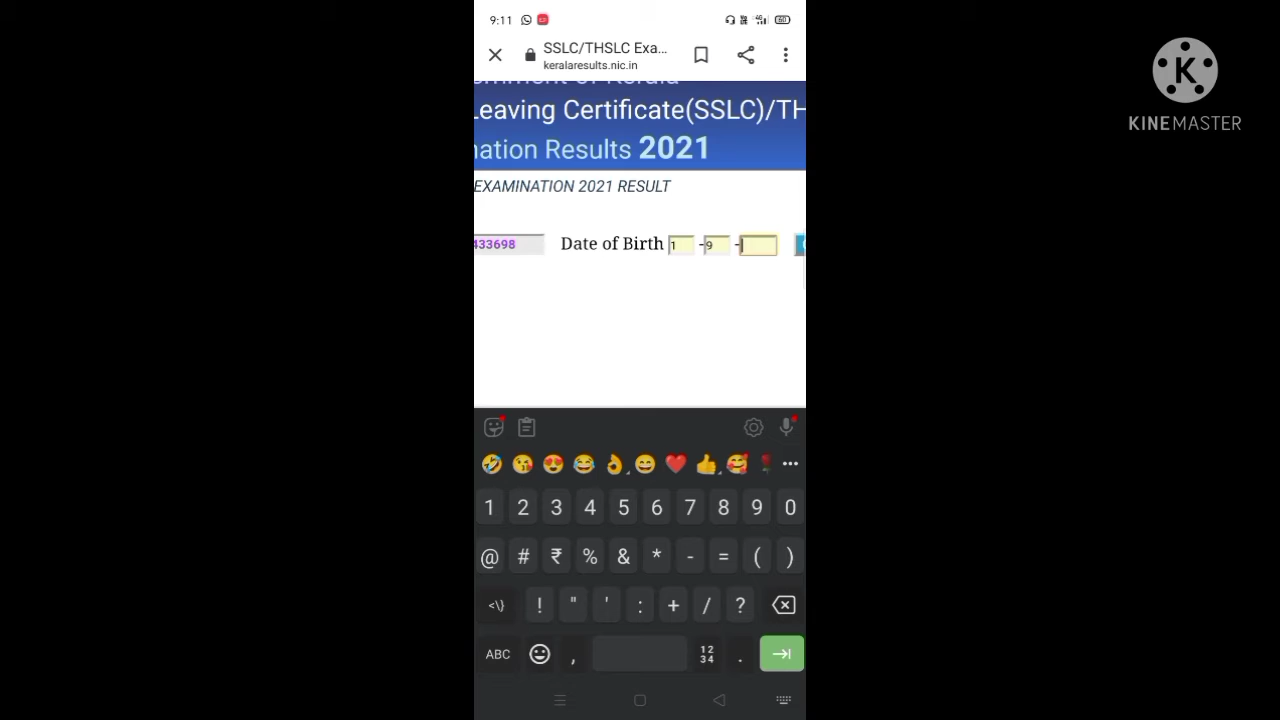 9:11
60
SSLC/THSLC Exa...
keralaresults.nic.in
Leaving Certificate(SSLC)/TH
nation Results 2021
EXAMINATION 2021 RESULT
433698 Date of Birth 1 -9 -
K
KINEMASTER
1 2 3 4 5 6 7 8 9 0
@ # ₹ % & * - = ( )
<\} ! " ' : + / ?
ABC , 12 34 .